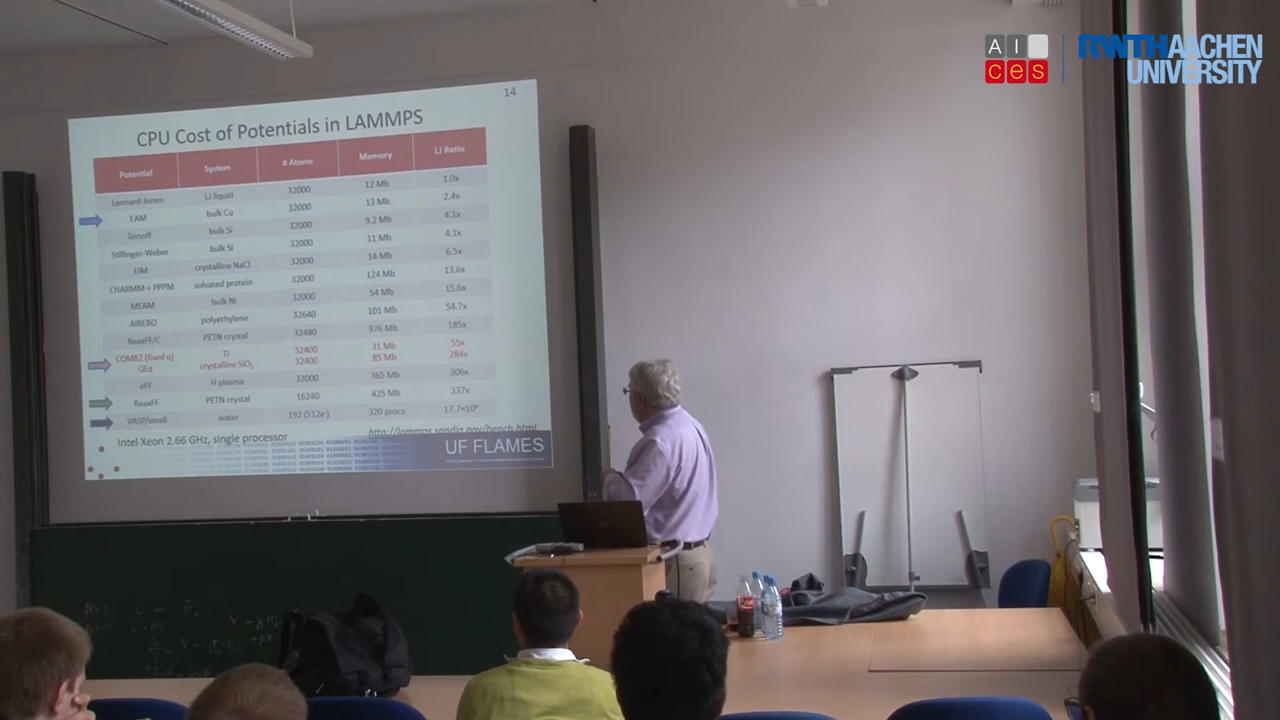 AI
ces
RWTHAACHEN
UNIVERSITY
14
CPU Cost of Potentials in LAMMPS
Potential System # Atoms Memory LJ Ratio
Lennard-Jones LJ liquid 32000 12 Mb 1.0x
EAM bulk Cu 32000 13 Mb 2.4x
Tersoff bulk Si 32000 9.2 Mb 4.1x
Stillinger-Weber bulk Si 32000 11 Mb 4.1x
EIM crystalline NaCl 32000 14 Mb 6.5x
CHARMM + PPPM solvated protein 32000 124 Mb 13.6x
MEAM bulk Ni 32000 54 Mb 15.6x
AIREBO polyethylene 32640 101 Mb 54.7x
ReaxFF/C PETN crystal 32480 976 Mb 185x
COMB2 (fixed q) Ti 32400 31 Mb 55x
QEq crystalline SiO₂ 32400 85 Mb 284x
eFF H plasma 32000 365 Mb 306x
ReaxFF PETN crystal 16240 425 Mb 337x
VASP/small water 192 (512e⁻) 320 procs
Intel Xeon 2.66 GHz, single processor
http://lammps.sandia.gov/bench.html
UF FLAMES